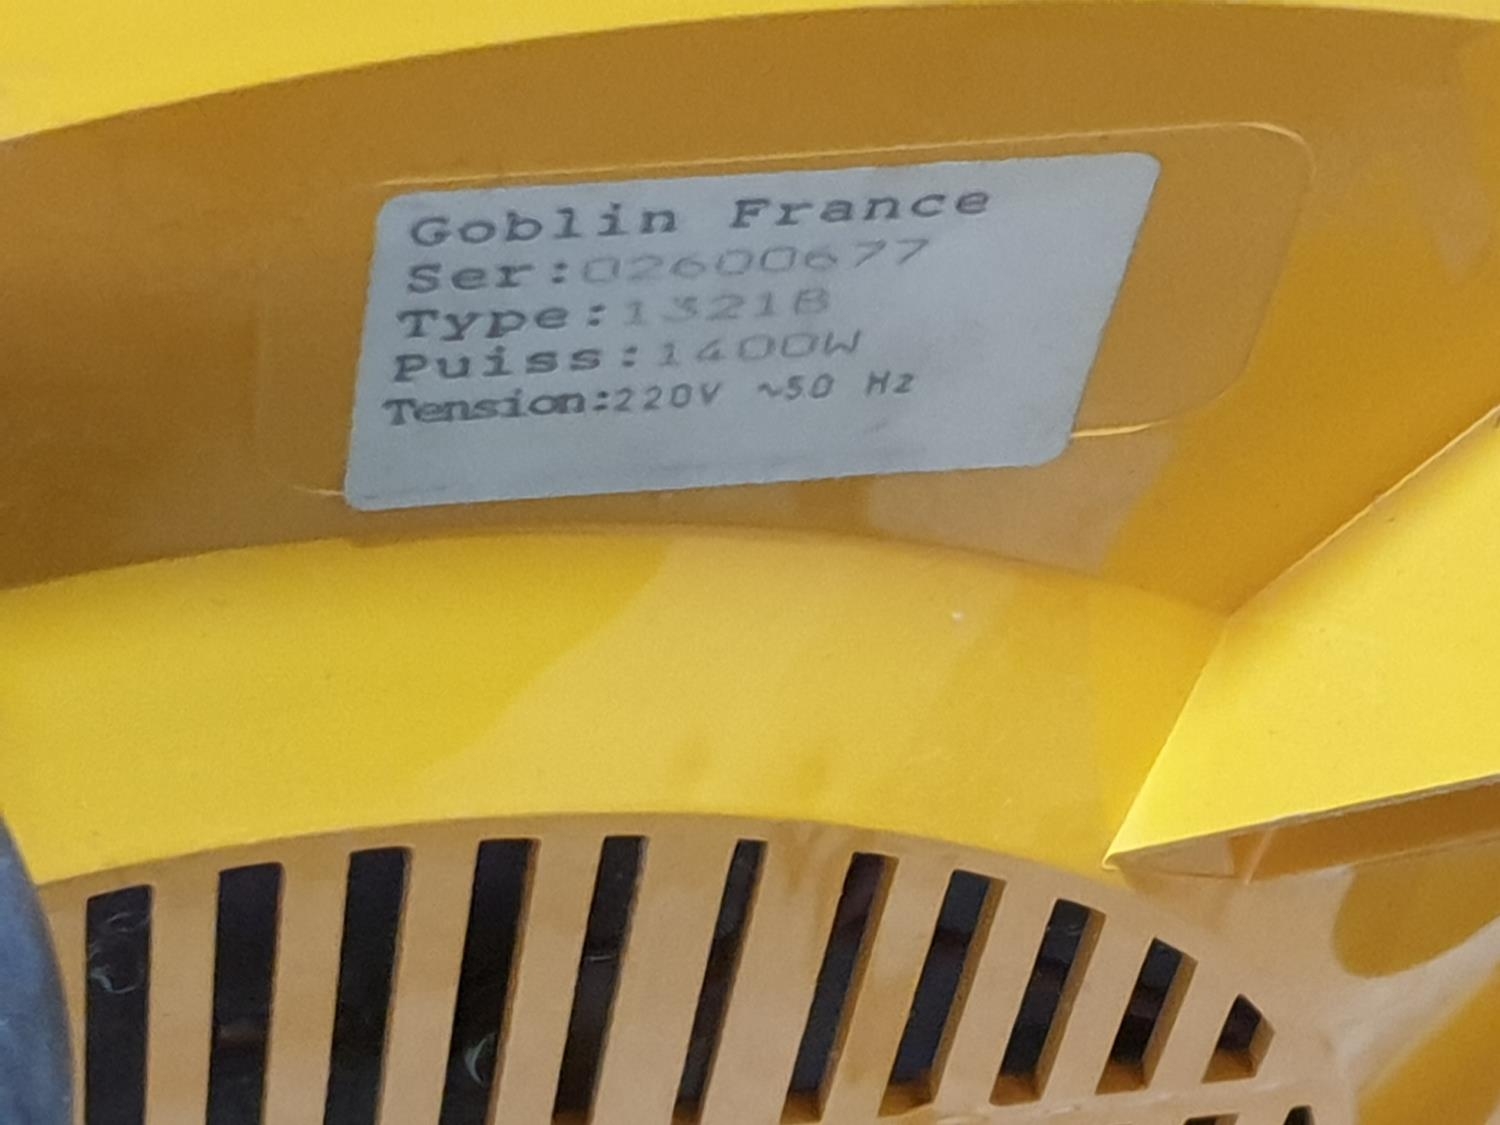 Goblin France
Ser:02600677
Type:1321B
Puiss:1400W
Tension:220V ~50 Hz